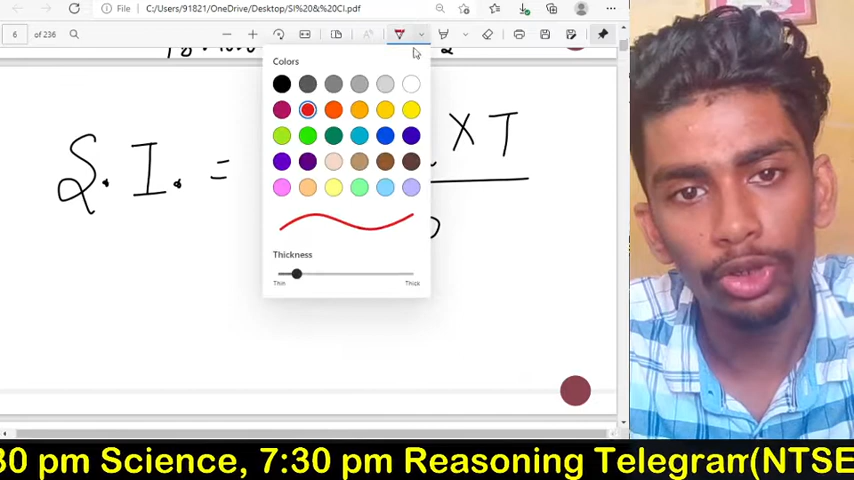 C:/Users/91821/OneDrive/Desktop/SI%20&%20CI.pdf
6 of 236
Colors
S.I. = X T
Thickness
Thin Thick
30 pm Science, 7:30 pm Reasoning Telegram(NTSE